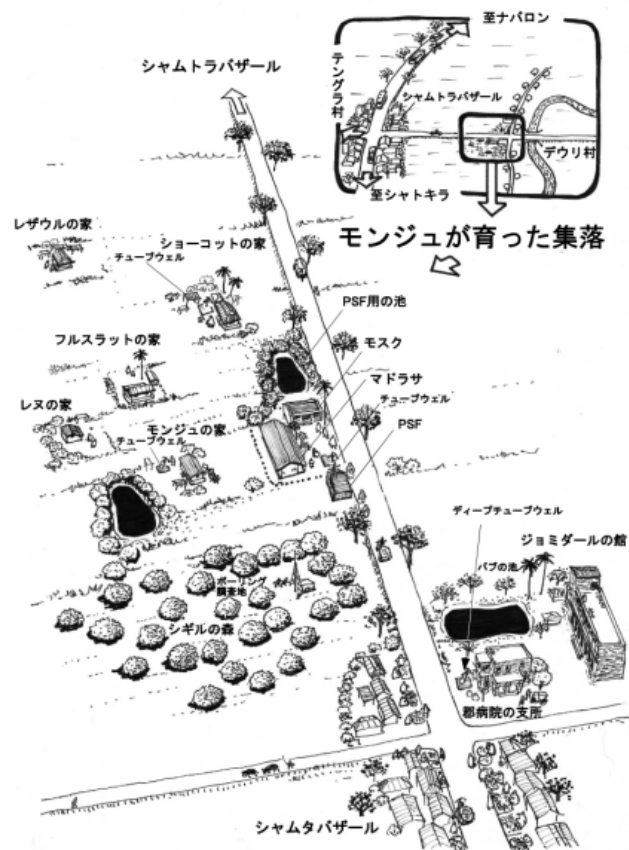 至ナバロン
シャムトラバザール
テングラ村
シャムトラバザール
デウリ村
至シャトキラ
モンジュが育った集落
レザウルの家
ショーコットの家
チューブウェル
PSF用の池
フルスラットの家
モスク
マドラサ
レヌの家
チューブウェル
モンジュの家
チューブウェル
PSF
ディープチューブウェル
ジョミダールの館
バブの池
ボーリング
調査地
シギルの森
郡病院の支所
シャムタバザール